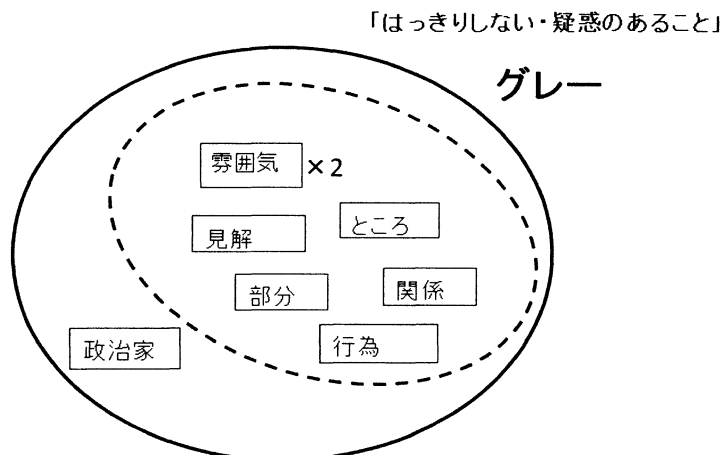 「はっきりしない・疑惑のあること」
グレー
雰囲気 ×2
見解
ところ
部分
関係
政治家
行為